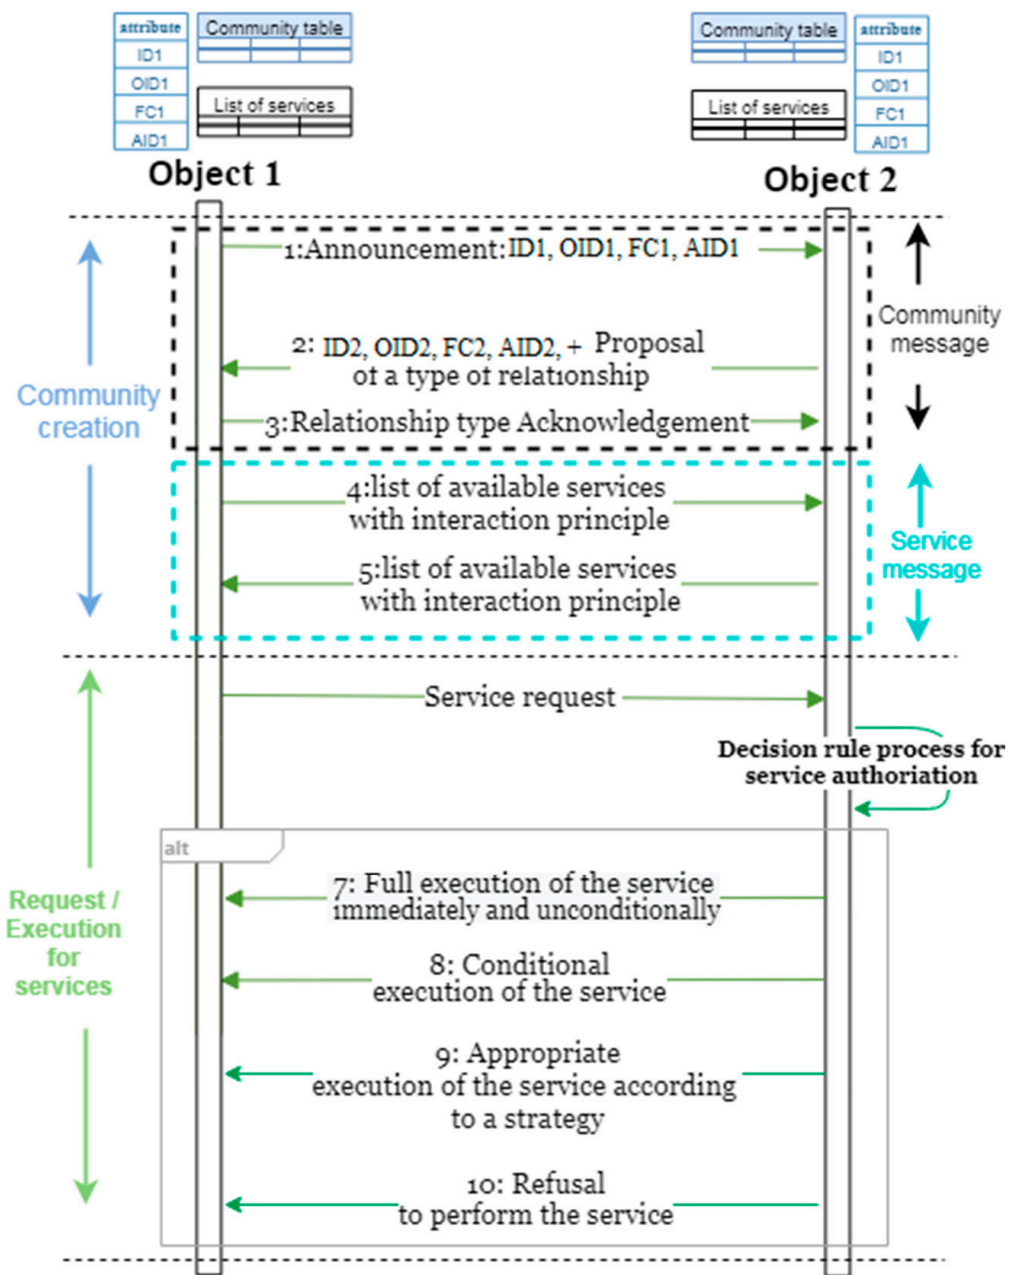 attribute
ID1
OID1
FC1
AID1
Community table
List of services
Object 1
Community table
List of services
attribute
ID1
OID1
FC1
AID1
Object 2
1:Announcement: ID1, OID1, FC1, AID1
2: ID2, OID2, FC2, AID2, + Proposal
of a type of relationship
3:Relationship type Acknowledgement
Community
creation
Community
message
4:list of available services
with interaction principle
5:list of available services
with interaction principle
Service
message
Service request
Decision rule process for
service authoriation
alt
7: Full execution of the service
immediately and unconditionally
8: Conditional
execution of the service
Request /
Execution
for
services
9: Appropriate
execution of the service according
to a strategy
10: Refusal
to perform the service